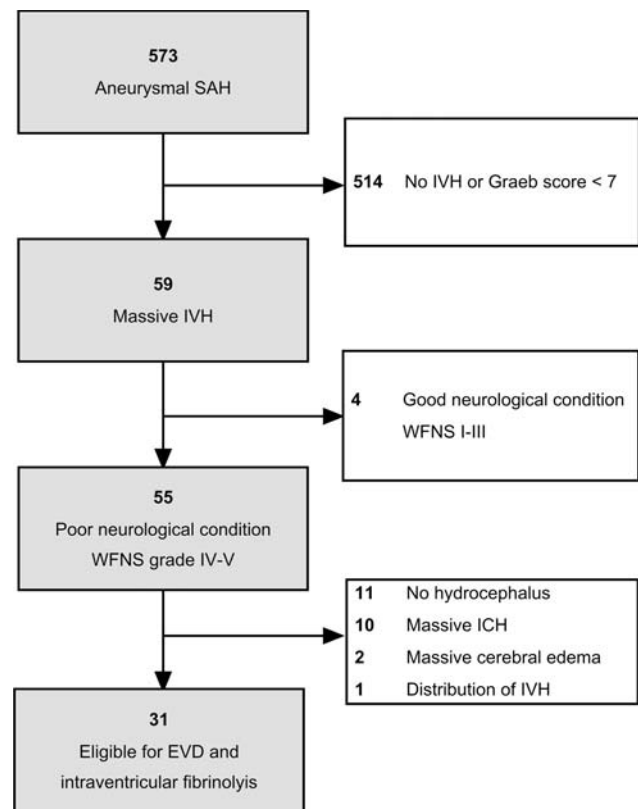 573
Aneurysmal SAH
514 No IVH or Graeb score < 7
59
Massive IVH
4 Good neurological condition
WFNS I-III
55
Poor neurological condition
WFNS grade IV-V
11 No hydrocephalus
10 Massive ICH
2 Massive cerebral edema
1 Distribution of IVH
31
Eligible for EVD and
intraventricular fibrinolyis